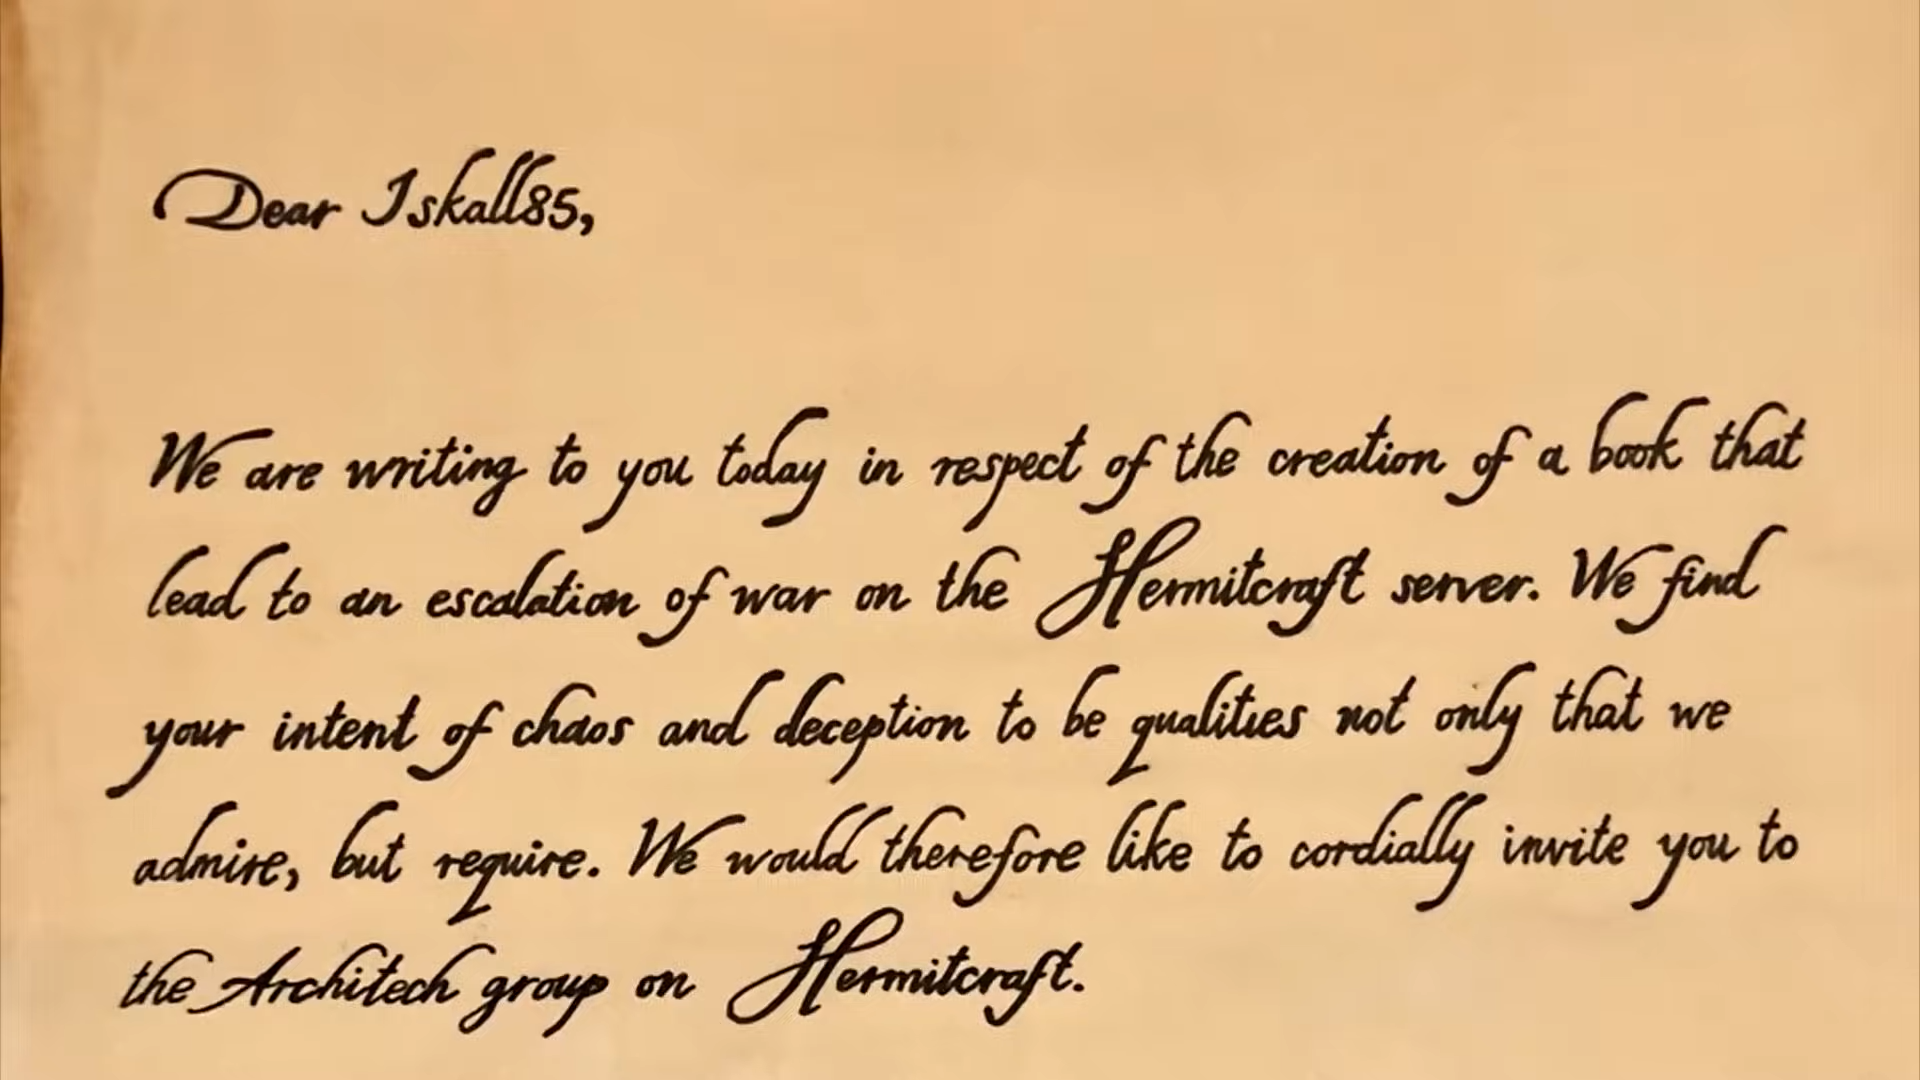 Dear Iskall85,
We are writing to you today in respect of the creation of a book that
lead to an escalation of war on the Hermitcraft server. We find
your intent of chaos and deception to be qualities not only that we
admire, but require. We would therefore like to cordially invite you to
the Architech group on Hermitcraft.